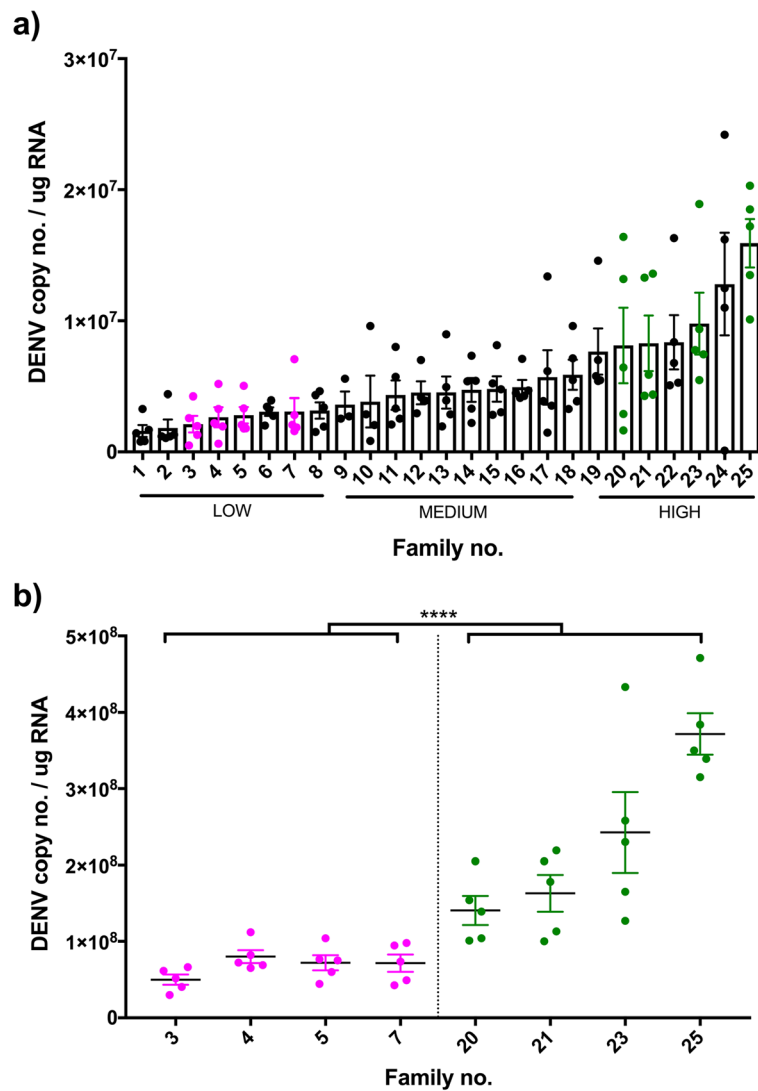 a)
3×10⁷
2×10⁷
1×10⁷
0
DENV copy no. / ug RNA
1 2 3 4 5 6 7 8 9 10 11 12 13 14 15 16 17 18 19 20 21 22 23 24 25
LOW MEDIUM HIGH
Family no.
b)
****
5×10⁸
4×10⁸
3×10⁸
2×10⁸
1×10⁸
0
DENV copy no. / ug RNA
3 4 5 7 20 21 23 25
Family no.